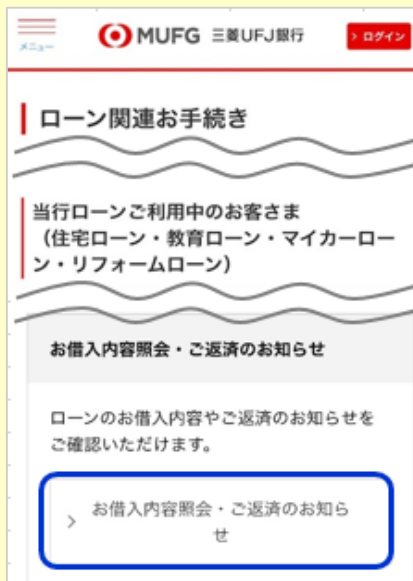 メニュー
MUFG 三菱UFJ銀行
> ログイン
ローン関連お手続き
当行ローンご利用中のお客さま
（住宅ローン・教育ローン・マイカーロー
ン・リフォームローン）
お借入内容照会・ご返済のお知らせ
ローンのお借入内容やご返済のお知らせを
ご確認いただけます。
> お借入内容照会・ご返済のお知ら
せ